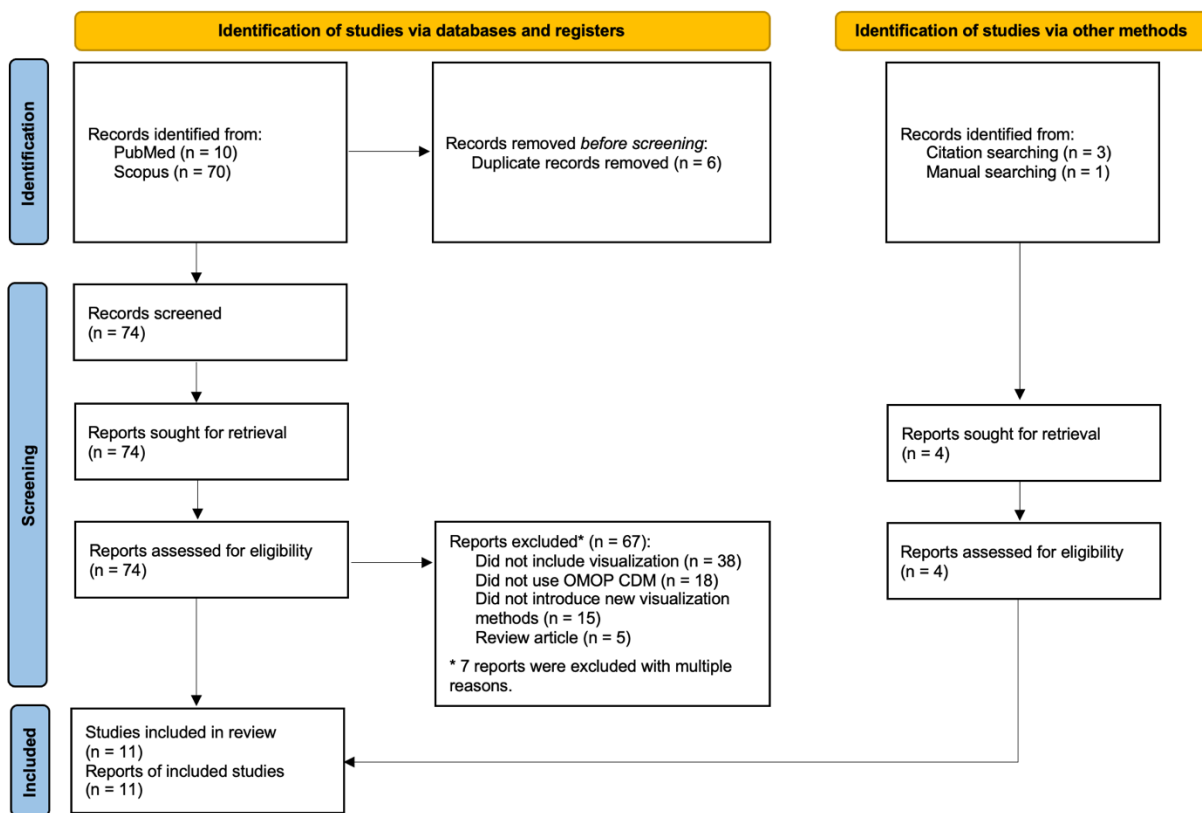 Identification of studies via databases and registers
Identification of studies via other methods
Identification
Records identified from:
PubMed (n = 10)
Scopus (n = 70)
Records removed before screening:
Duplicate records removed (n = 6)
Records identified from:
Citation searching (n = 3)
Manual searching (n = 1)
Screening
Records screened
(n = 74)
Reports sought for retrieval
(n = 74)
Reports sought for retrieval
(n = 4)
Reports assessed for eligibility
(n = 74)
Reports excluded* (n = 67):
Did not include visualization (n = 38)
Did not use OMOP CDM (n = 18)
Did not introduce new visualization
methods (n = 15)
Review article (n = 5)
* 7 reports were excluded with multiple
reasons.
Reports assessed for eligibility
(n = 4)
Included
Studies included in review
(n = 11)
Reports of included studies
(n = 11)